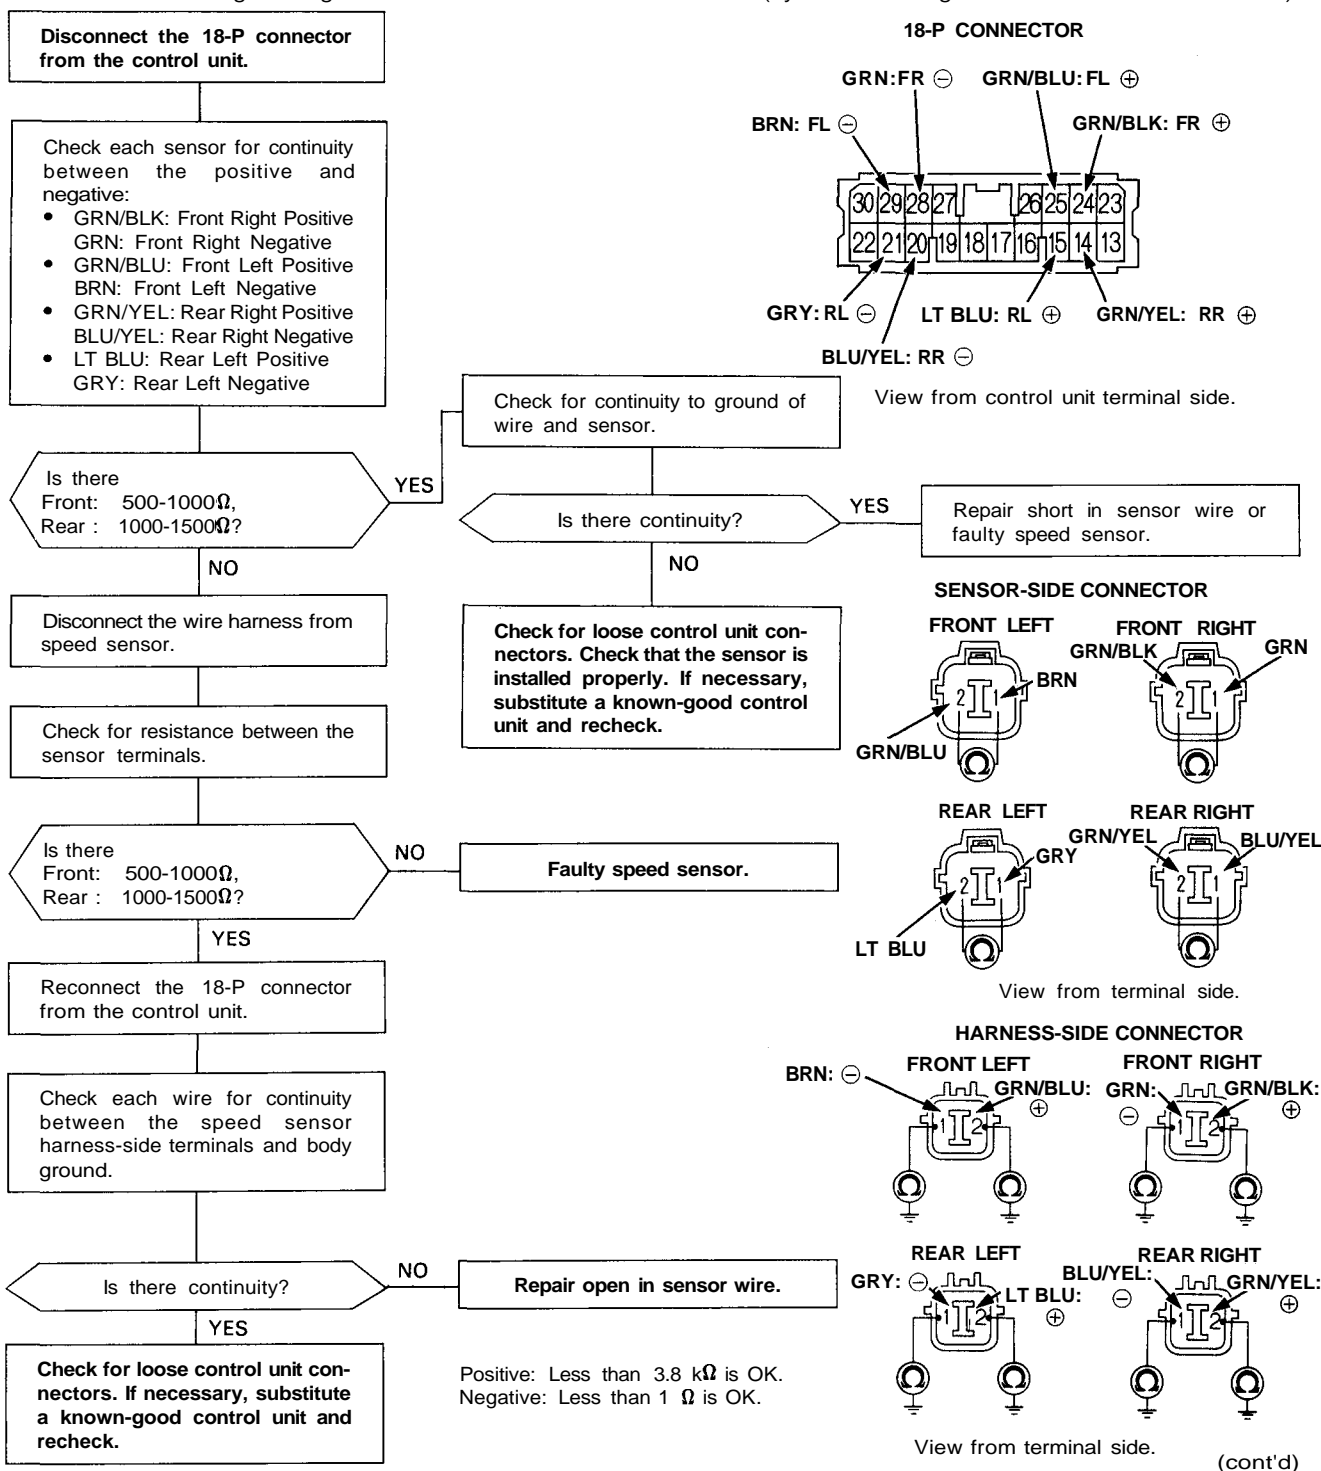 Disconnect the 18-P connector
from the control unit.
Check each sensor for continuity
between the positive and
negative:
• GRN/BLK: Front Right Positive
GRN: Front Right Negative
• GRN/BLU: Front Left Positive
BRN: Front Left Negative
• GRN/YEL: Rear Right Positive
BLU/YEL: Rear Right Negative
• LT BLU: Rear Left Positive
GRY: Rear Left Negative
Is there
Front: 500-1000Ω,
Rear : 1000-1500Ω?
YES
NO
Check for continuity to ground of
wire and sensor.
Is there continuity?
YES
NO
Repair short in sensor wire or
faulty speed sensor.
Check for loose control unit con-
nectors. Check that the sensor is
installed properly. If necessary,
substitute a known-good control
unit and recheck.
Disconnect the wire harness from
speed sensor.
Check for resistance between the
sensor terminals.
Is there
Front: 500-1000Ω,
Rear : 1000-1500Ω?
NO
YES
Faulty speed sensor.
Reconnect the 18-P connector
from the control unit.
Check each wire for continuity
between the speed sensor
harness-side terminals and body
ground.
Is there continuity?
NO
YES
Repair open in sensor wire.
Check for loose control unit con-
nectors. If necessary, substitute
a known-good control unit and
recheck.
Positive: Less than 3.8 kΩ is OK.
Negative: Less than 1 Ω is OK.
18-P CONNECTOR
GRN:FR ⊖ GRN/BLU: FL ⊕
BRN: FL ⊖ GRN/BLK: FR ⊕
30 29 28 27 26 25 24 23
22 21 20 19 18 17 16 15 14 13
GRY: RL ⊖ LT BLU: RL ⊕ GRN/YEL: RR ⊕
BLU/YEL: RR ⊖
View from control unit terminal side.
SENSOR-SIDE CONNECTOR
FRONT LEFT
2 1
BRN
GRN/BLU
Ω
FRONT RIGHT
GRN/BLK
GRN
2 1
Ω
REAR LEFT
GRY
2 1
LT BLU
Ω
REAR RIGHT
GRN/YEL
BLU/YEL
2 1
Ω
View from terminal side.
HARNESS-SIDE CONNECTOR
FRONT LEFT
BRN: ⊖
GRN/BLU:
⊕
1 2
Ω Ω
FRONT RIGHT
GRN:
⊖
GRN/BLK:
⊕
1 2
Ω Ω
REAR LEFT
GRY: ⊖
LT BLU:
⊕
1 2
Ω Ω
REAR RIGHT
BLU/YEL:
⊖
GRN/YEL:
⊕
1 2
Ω Ω
View from terminal side.
(cont'd)